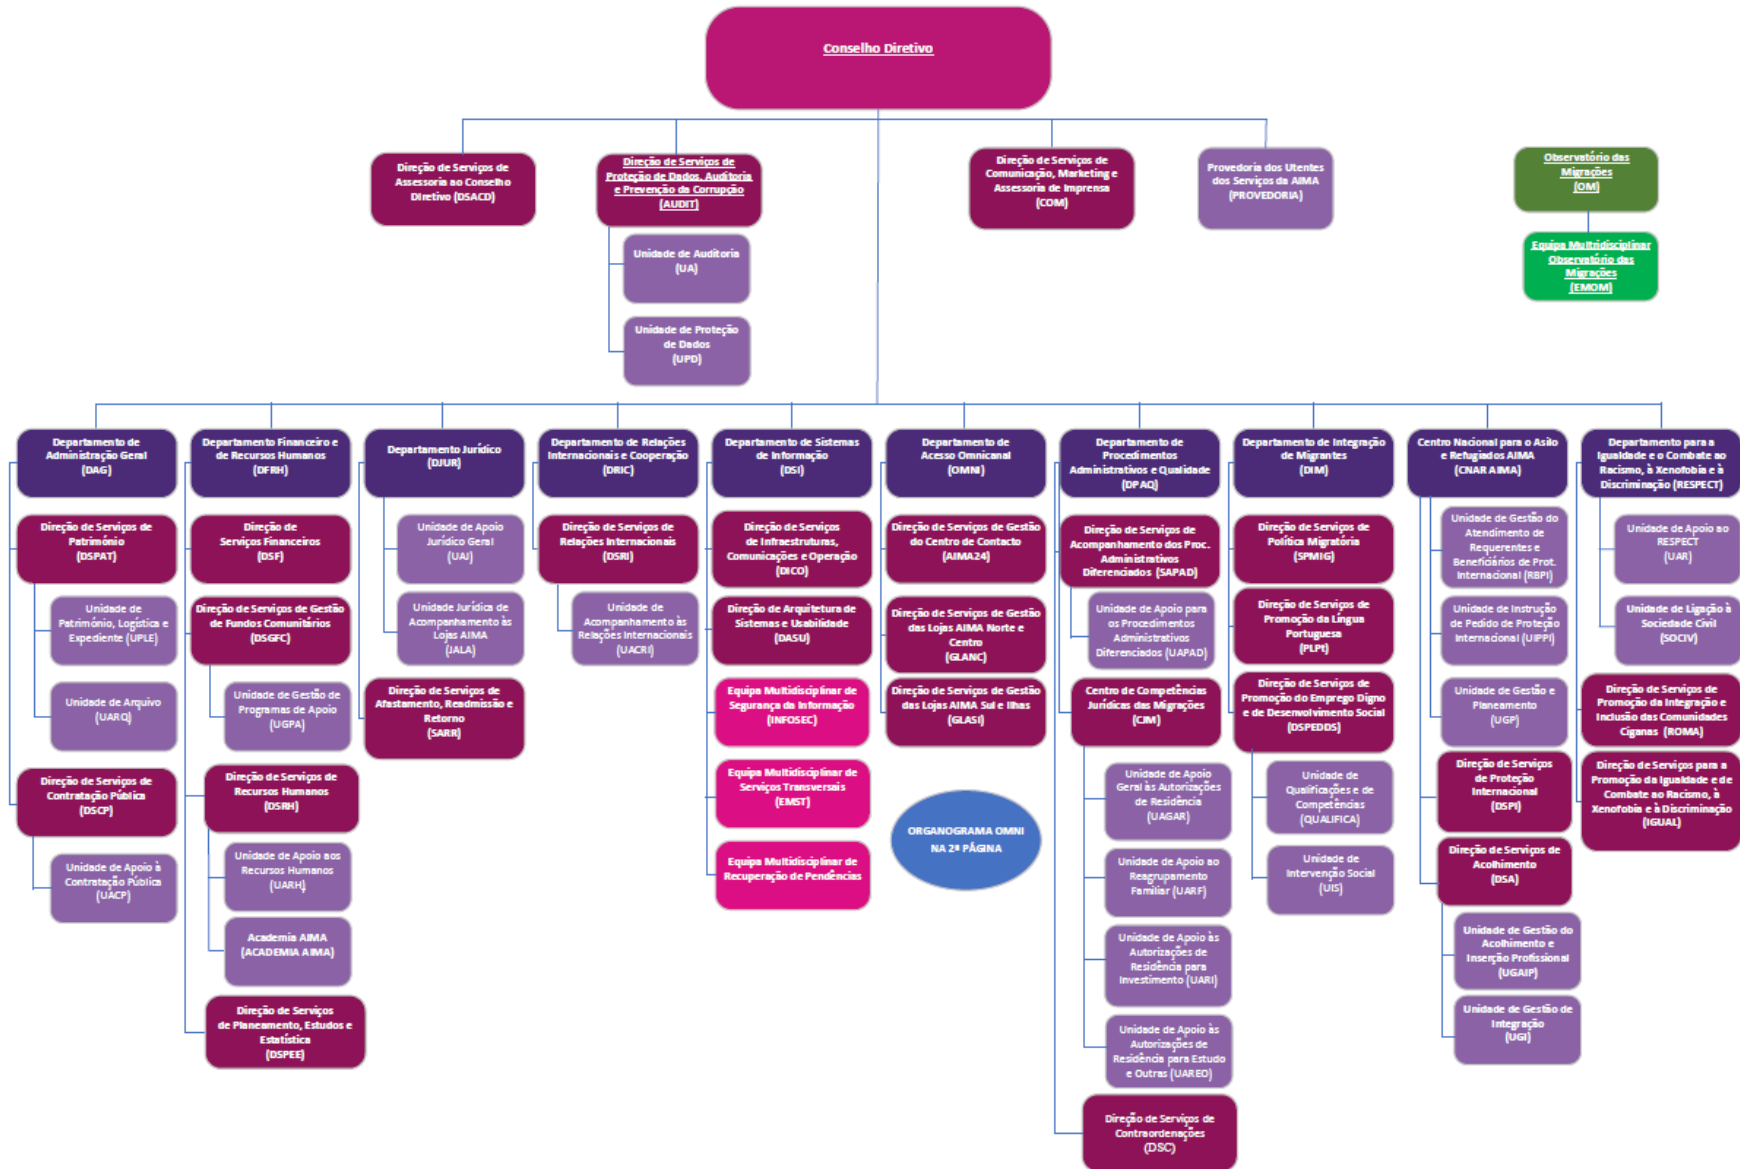 Conselho Diretivo
Direção de Serviços de
Assessoria ao Conselho
Diretivo (DSACD)
Direção de Serviços de
Proteção de Dados, Auditoria
e Prevenção da Corrupção
(AUDIT)
Direção de Serviços de
Comunicação, Marketing e
Assessoria de Imprensa
(COM)
Provedoria dos Utentes
dos Serviços da AIMA
(PROVEDORIA)
Observatório das
Migrações
(OM)
Equipa Multidisciplinar
Observatório das
Migrações
(EMOM)
Unidade de Auditoria
(UA)
Unidade de Proteção
de Dados
(UPD)
Departamento de
Administração Geral
(DAG)
Direção de Serviços de
Património
(DSPAT)
Unidade de
Património, Logística e
Expediente (UPLE)
Unidade de Arquivo
(UARQ)
Direção de Serviços de
Contratação Pública
(DSCP)
Unidade de Apoio à
Contratação Pública
(UACP)
Departamento Financeiro e
de Recursos Humanos
(DFRH)
Direção de
Serviços Financeiros
(DSF)
Direção de Serviços de Gestão
de Fundos Comunitários
(DSGFC)
Unidade de Gestão de
Programas de Apoio
(UGPA)
Direção de Serviços de
Recursos Humanos
(DSRH)
Unidade de Apoio aos
Recursos Humanos
(UARH)
Academia AIMA
(ACADEMIA AIMA)
Direção de Serviços
de Planeamento, Estudos e
Estatística
(DSPEE)
Departamento Jurídico
(DJUR)
Unidade de Apoio
Jurídico Geral
(UAJ)
Unidade Jurídica de
Acompanhamento às
Lojas AIMA
(JALA)
Direção de Serviços de
Afastamento, Readmissão e
Retorno
(SARR)
Departamento de Relações
Internacionais e Cooperação
(DRIC)
Direção de Serviços de
Relações Internacionais
(DSRI)
Unidade de
Acompanhamento às
Relações Internacionais
(UACRI)
Departamento de Sistemas
de Informação
(DSI)
Direção de Serviços
de Infraestruturas,
Comunicações e Operação
(DICO)
Direção de Arquitetura de
Sistemas e Usabilidade
(DASU)
Equipa Multidisciplinar de
Segurança da Informação
(INFOSEC)
Equipa Multidisciplinar de
Serviços Transversais
(EMST)
Equipa Multidisciplinar de
Recuperação de Pendências
Departamento de
Acesso Omnicanal
(OMNI)
Direção de Serviços de Gestão
do Centro de Contacto
(AIMA24)
Direção de Serviços de Gestão
das Lojas AIMA Norte e
Centro
(GLANC)
Direção de Serviços de Gestão
das Lojas AIMA Sul e Ilhas
(GLASI)
ORGANOGRAMA OMNI
NA 2ª PÁGINA
Departamento de
Procedimentos
Administrativos e Qualidade
(DPAQ)
Direção de Serviços de
Acompanhamento dos Proc.
Administrativos
Diferenciados (SAPAD)
Unidade de Apoio para
os Procedimentos
Administrativos
Diferenciados (UAPAD)
Centro de Competências
Jurídicas das Migrações
(CJM)
Unidade de Apoio
Geral às Autorizações
de Residência
(UAGAR)
Unidade de Apoio ao
Reagrupamento
Familiar (UARF)
Unidade de Apoio às
Autorizações de
Residência para
Investimento (UARI)
Unidade de Apoio às
Autorizações de
Residência para Estudo
e Outras (UAREO)
Direção de Serviços de
Contraordenações
(DSC)
Departamento de Integração
de Migrantes
(DIM)
Direção de Serviços de
Política Migratória
(SPMIG)
Direção de Serviços de
Promoção da Língua
Portuguesa
(PLPt)
Direção de Serviços de
Promoção do Emprego Digno
e de Desenvolvimento Social
(DSPEDDS)
Unidade de
Qualificações e de
Competências
(QUALIFICA)
Unidade de
Intervenção Social
(UIS)
Centro Nacional para o Asilo
e Refugiados AIMA
(CNAR AIMA)
Unidade de Gestão do
Atendimento de
Requerentes e
Beneficiários de Prot.
Internacional (RBPI)
Unidade de Instrução
de Pedido de Proteção
Internacional (UIPPI)
Unidade de Gestão e
Planeamento
(UGP)
Direção de Serviços
de Proteção
Internacional
(DSPI)
Direção de Serviços de
Acolhimento
(DSA)
Unidade de Gestão do
Acolhimento e
Inserção Profissional
(UGAIP)
Unidade de Gestão de
Integração
(UGI)
Departamento para a
Igualdade e o Combate ao
Racismo, à Xenofobia e à
Discriminação (RESPECT)
Unidade de Apoio ao
RESPECT
(UAR)
Unidade de Ligação à
Sociedade Civil
(SOCIV)
Direção de Serviços de
Promoção da Integração e
Inclusão das Comunidades
Ciganas (ROMA)
Direção de Serviços para a
Promoção da Igualdade e de
Combate ao Racismo, à
Xenofobia e à Discriminação
(IGUAL)